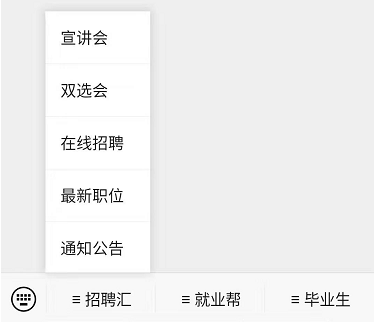 宣讲会
双选会
在线招聘
最新职位
通知公告
≡ 招聘汇 ≡ 就业帮 ≡ 毕业生